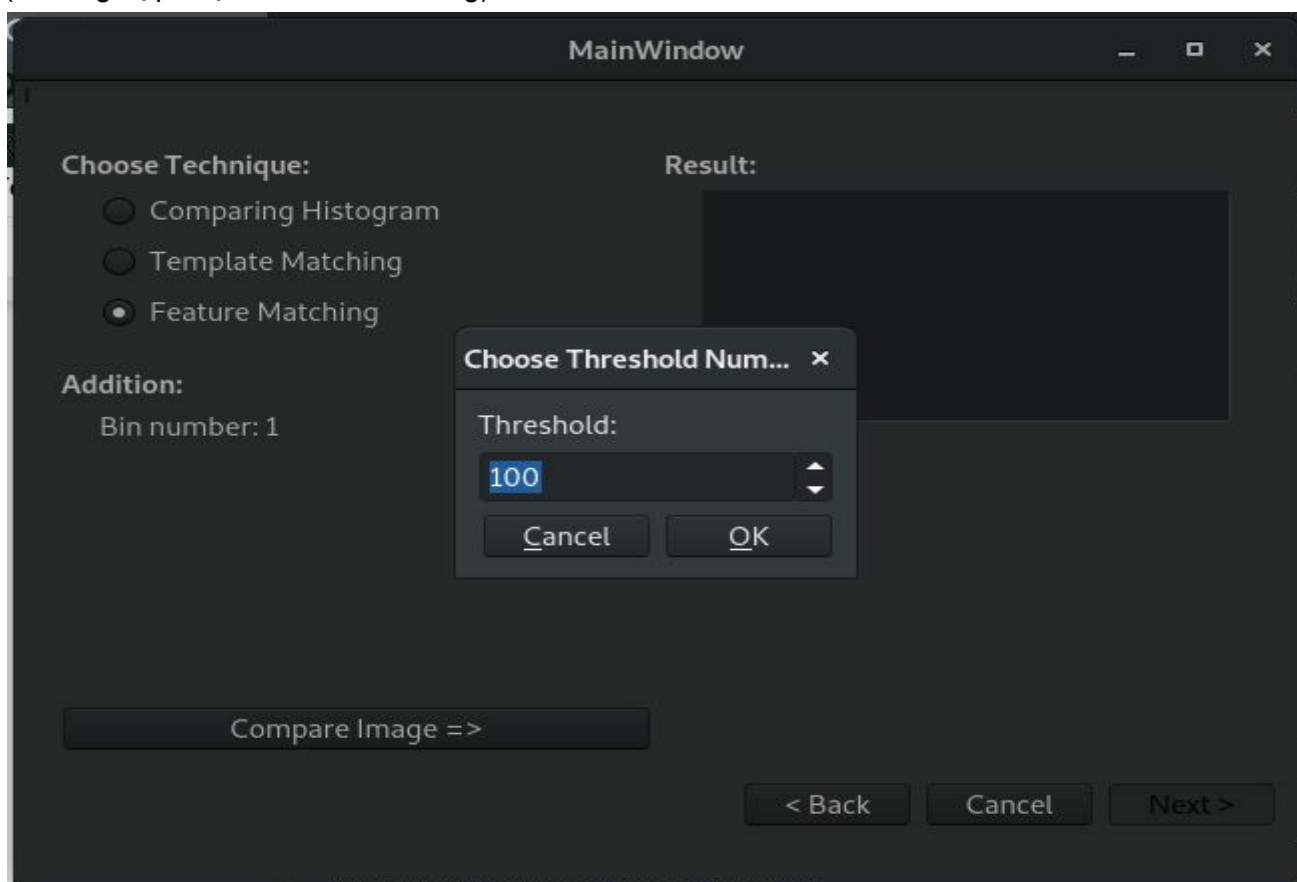 MainWindow
Choose Technique:
Comparing Histogram
Template Matching
Feature Matching
Addition:
Bin number: 1
Result:
Choose Threshold Num...
Threshold:
100
Cancel
OK
Compare Image =>
< Back
Cancel
Next >